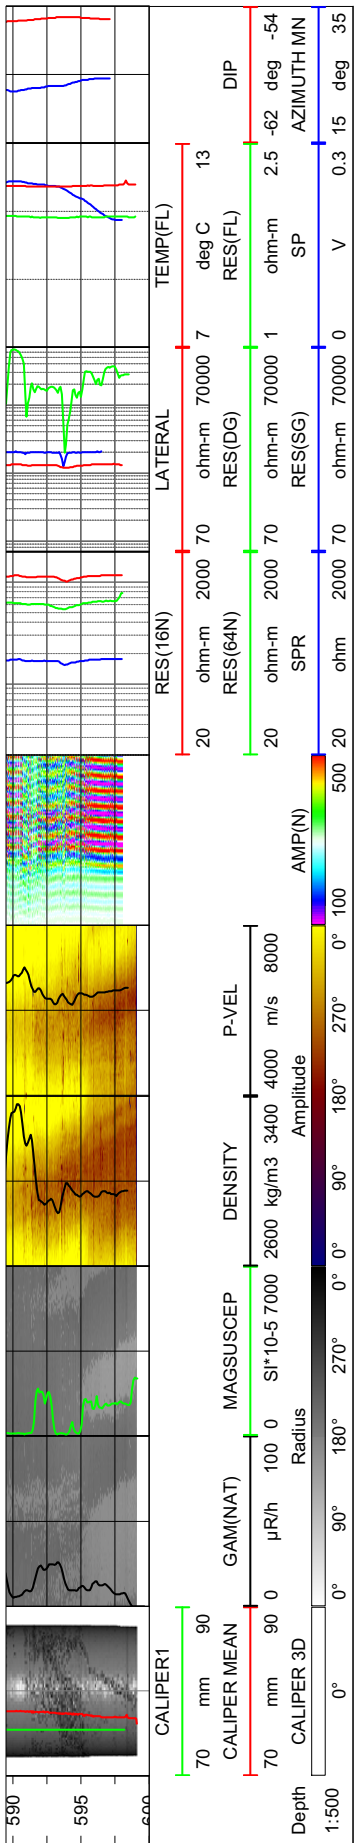 590
595
Depth
1:500
CALIPER1
70 mm 90
CALIPER MEAN
70 mm 90
CALIPER 3D
0°
GAM(NAT)
0 µR/h 100
MAGSUSCEP
0 SI*10-5 7000
Radius
0° 90° 180° 270° 0°
DENSITY
2600 kg/m3 3400
P-VEL
4000 m/s 8000
Amplitude
0° 90° 180° 270° 0°
AMP(N)
100 500
RES(16N)
20 ohm-m 2000
RES(64N)
20 ohm-m 2000
SPR
20 ohm 2000
LATERAL
70 ohm-m 70000
RES(DG)
70 ohm-m 70000
RES(SG)
70 ohm-m 70000
TEMP(FL)
7 deg C 13
RES(FL)
1 ohm-m 2.5
SP
0 V 0.3
DIP
-62 deg -54
AZIMUTH MN
15 deg 35